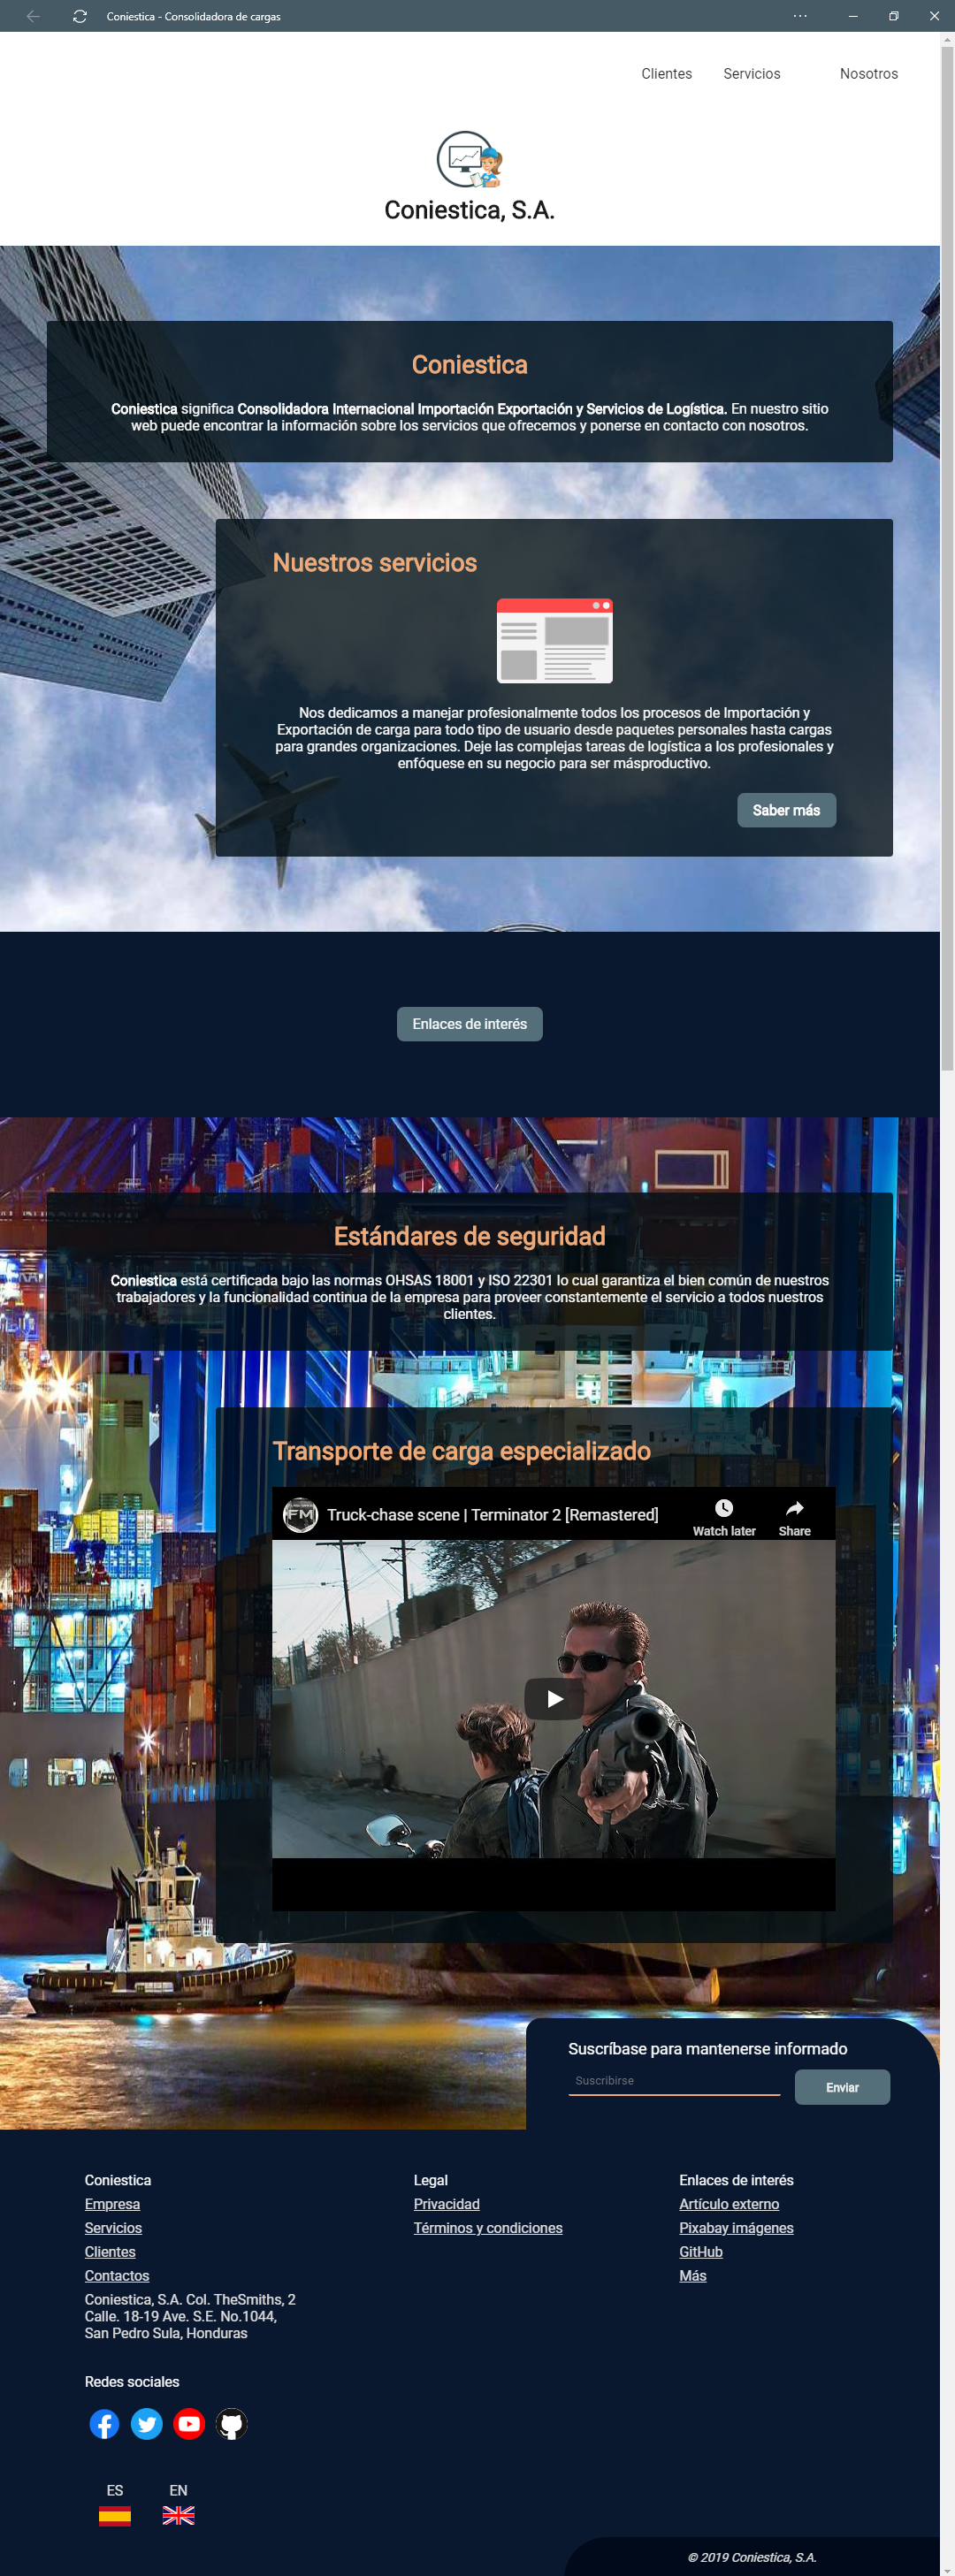 Coniestica - Consolidadora de cargas
Clientes Servicios Nosotros
Coniestica, S.A.
Coniestica
Coniestica significa Consolidadora Internacional Importación Exportación y Servicios de Logística. En nuestro sitio
web puede encontrar la información sobre los servicios que ofrecemos y ponerse en contacto con nosotros.
Nuestros servicios
Nos dedicamos a manejar profesionalmente todos los procesos de Importación y
Exportación de carga para todo tipo de usuario desde paquetes personales hasta cargas
para grandes organizaciones. Deje las complejas tareas de logística a los profesionales y
enfóquese en su negocio para ser másproductivo.
Saber más
Enlaces de interés
Estándares de seguridad
Coniestica está certificada bajo las normas OHSAS 18001 y ISO 22301 lo cual garantiza el bien común de nuestros
trabajadores y la funcionalidad continua de la empresa para proveer constantemente el servicio a todos nuestros
clientes.
Transporte de carga especializado
FM
Truck-chase scene | Terminator 2 [Remastered]
Watch later Share
Suscríbase para mantenerse informado
Suscribirse
Enviar
Coniestica
Empresa
Servicios
Clientes
Contactos
Coniestica, S.A. Col. TheSmiths, 2
Calle. 18-19 Ave. S.E. No.1044,
San Pedro Sula, Honduras
Legal
Privacidad
Términos y condiciones
Enlaces de interés
Artículo externo
Pixabay imágenes
GitHub
Más
Redes sociales
ES EN
© 2019 Coniestica, S.A.